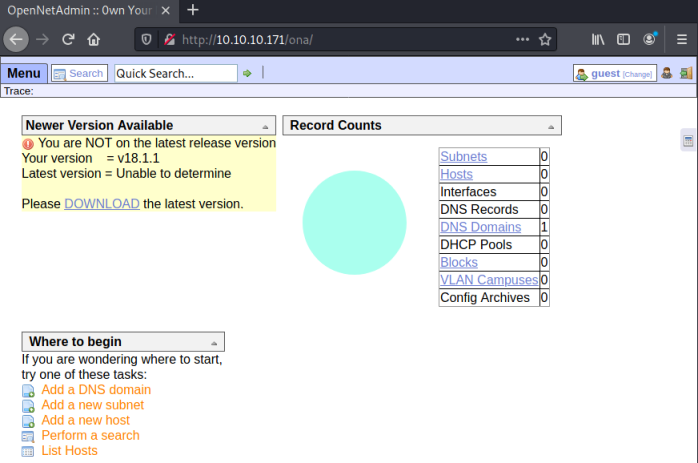 OpenNetAdmin :: 0wn Your
http://10.10.10.171/ona/
Menu Search Quick Search... guest [Change]
Trace:
Newer Version Available
You are NOT on the latest release version
Your version = v18.1.1
Latest version = Unable to determine
Please DOWNLOAD the latest version.
Record Counts
Subnets 0
Hosts 0
Interfaces 0
DNS Records 0
DNS Domains 1
DHCP Pools 0
Blocks 0
VLAN Campuses 0
Config Archives 0
Where to begin
If you are wondering where to start,
try one of these tasks:
Add a DNS domain
Add a new subnet
Add a new host
Perform a search
List Hosts